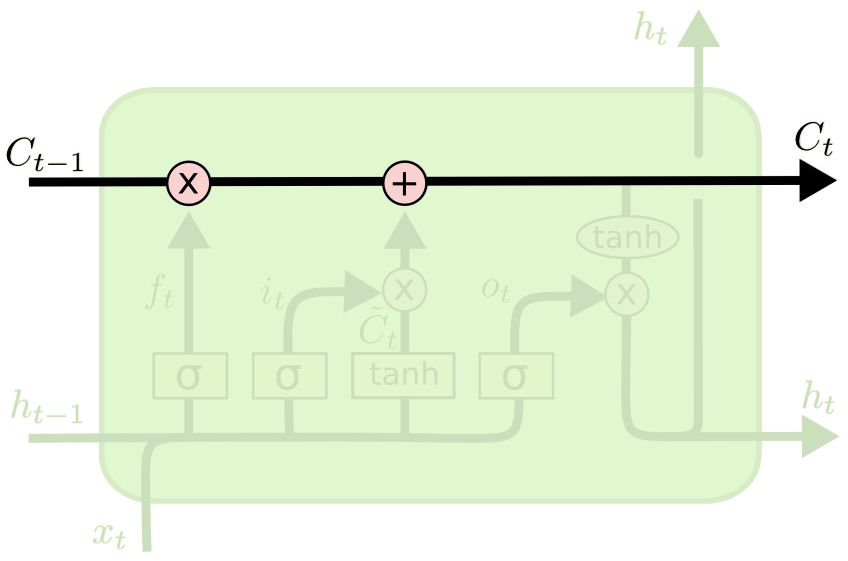 h_t
C_{t-1} C_t
x +
tanh
f_t i_t x o_t x
C̃_t
σ σ tanh σ
h_{t-1} h_t
x_t